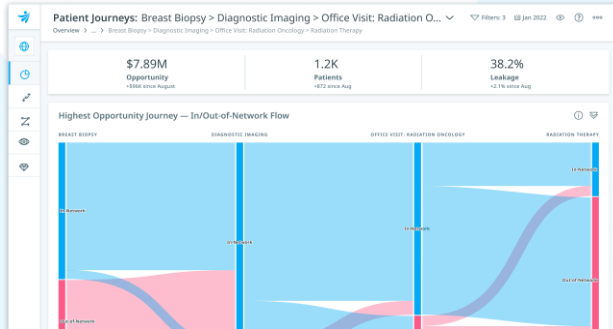 Patient Journeys: Breast Biopsy > Diagnostic Imaging > Office Visit: Radiation O...
Filters: 3
Jan 2022
Overview > ... > Breast Biopsy > Diagnostic Imaging > Office Visit: Radiation Oncology > Radiation Therapy
$7.89M
1.2K
38.2%
Opportunity
Patients
Leakage
since August
+872 since Aug
+2.1% since Aug
Highest Opportunity Journey — In/Out-of-Network Flow
BREAST BIOPSY
DIAGNOSTIC IMAGING
OFFICE VISIT: RADIATION ONCOLOGY
RADIATION THERAPY
In-Network
In-Network
In-Network
In-Network
Out-of-Network
Out-of-Network